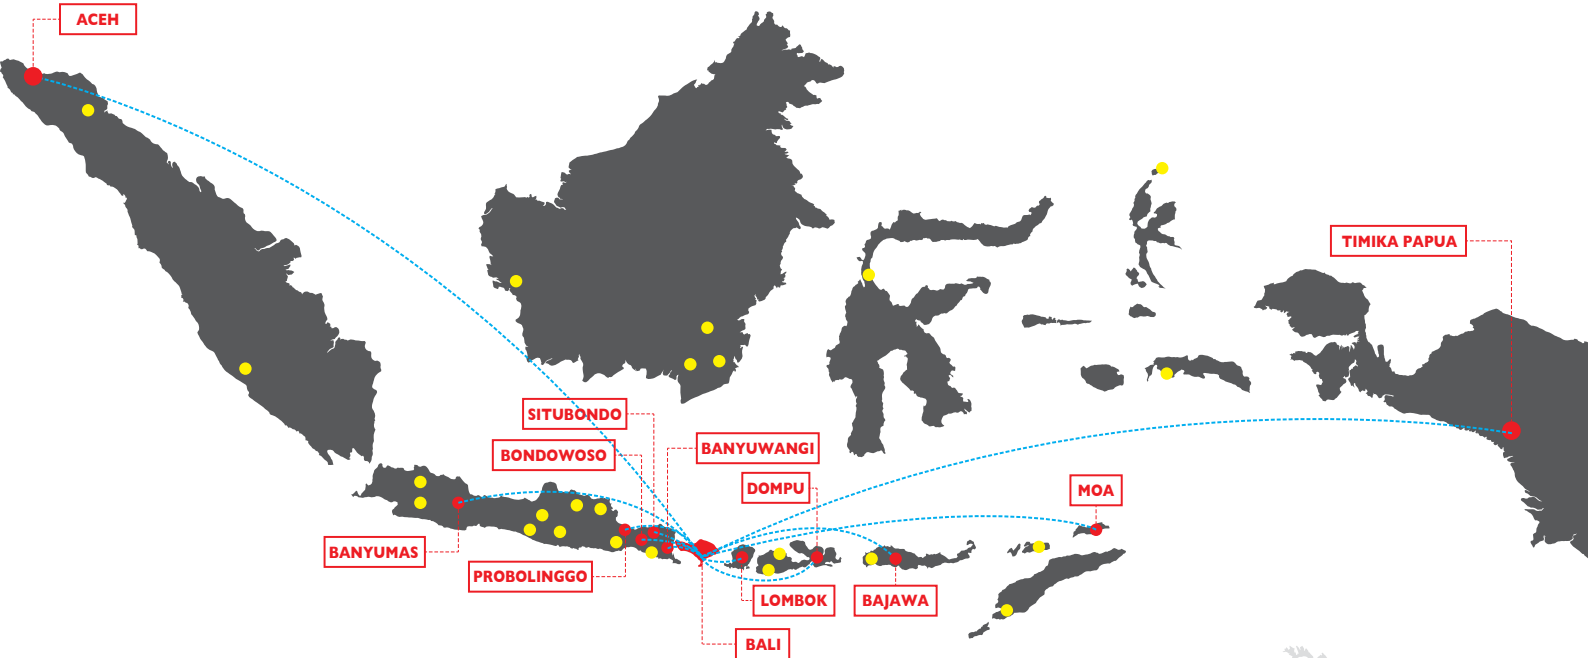 ACEH
TIMIKA PAPUA
SITUBONDO
BANYUWANGI
BONDOWOSO
DOMPU
MOA
BANYUMAS
PROBOLINGGO
LOMBOK
BAJAWA
BALI